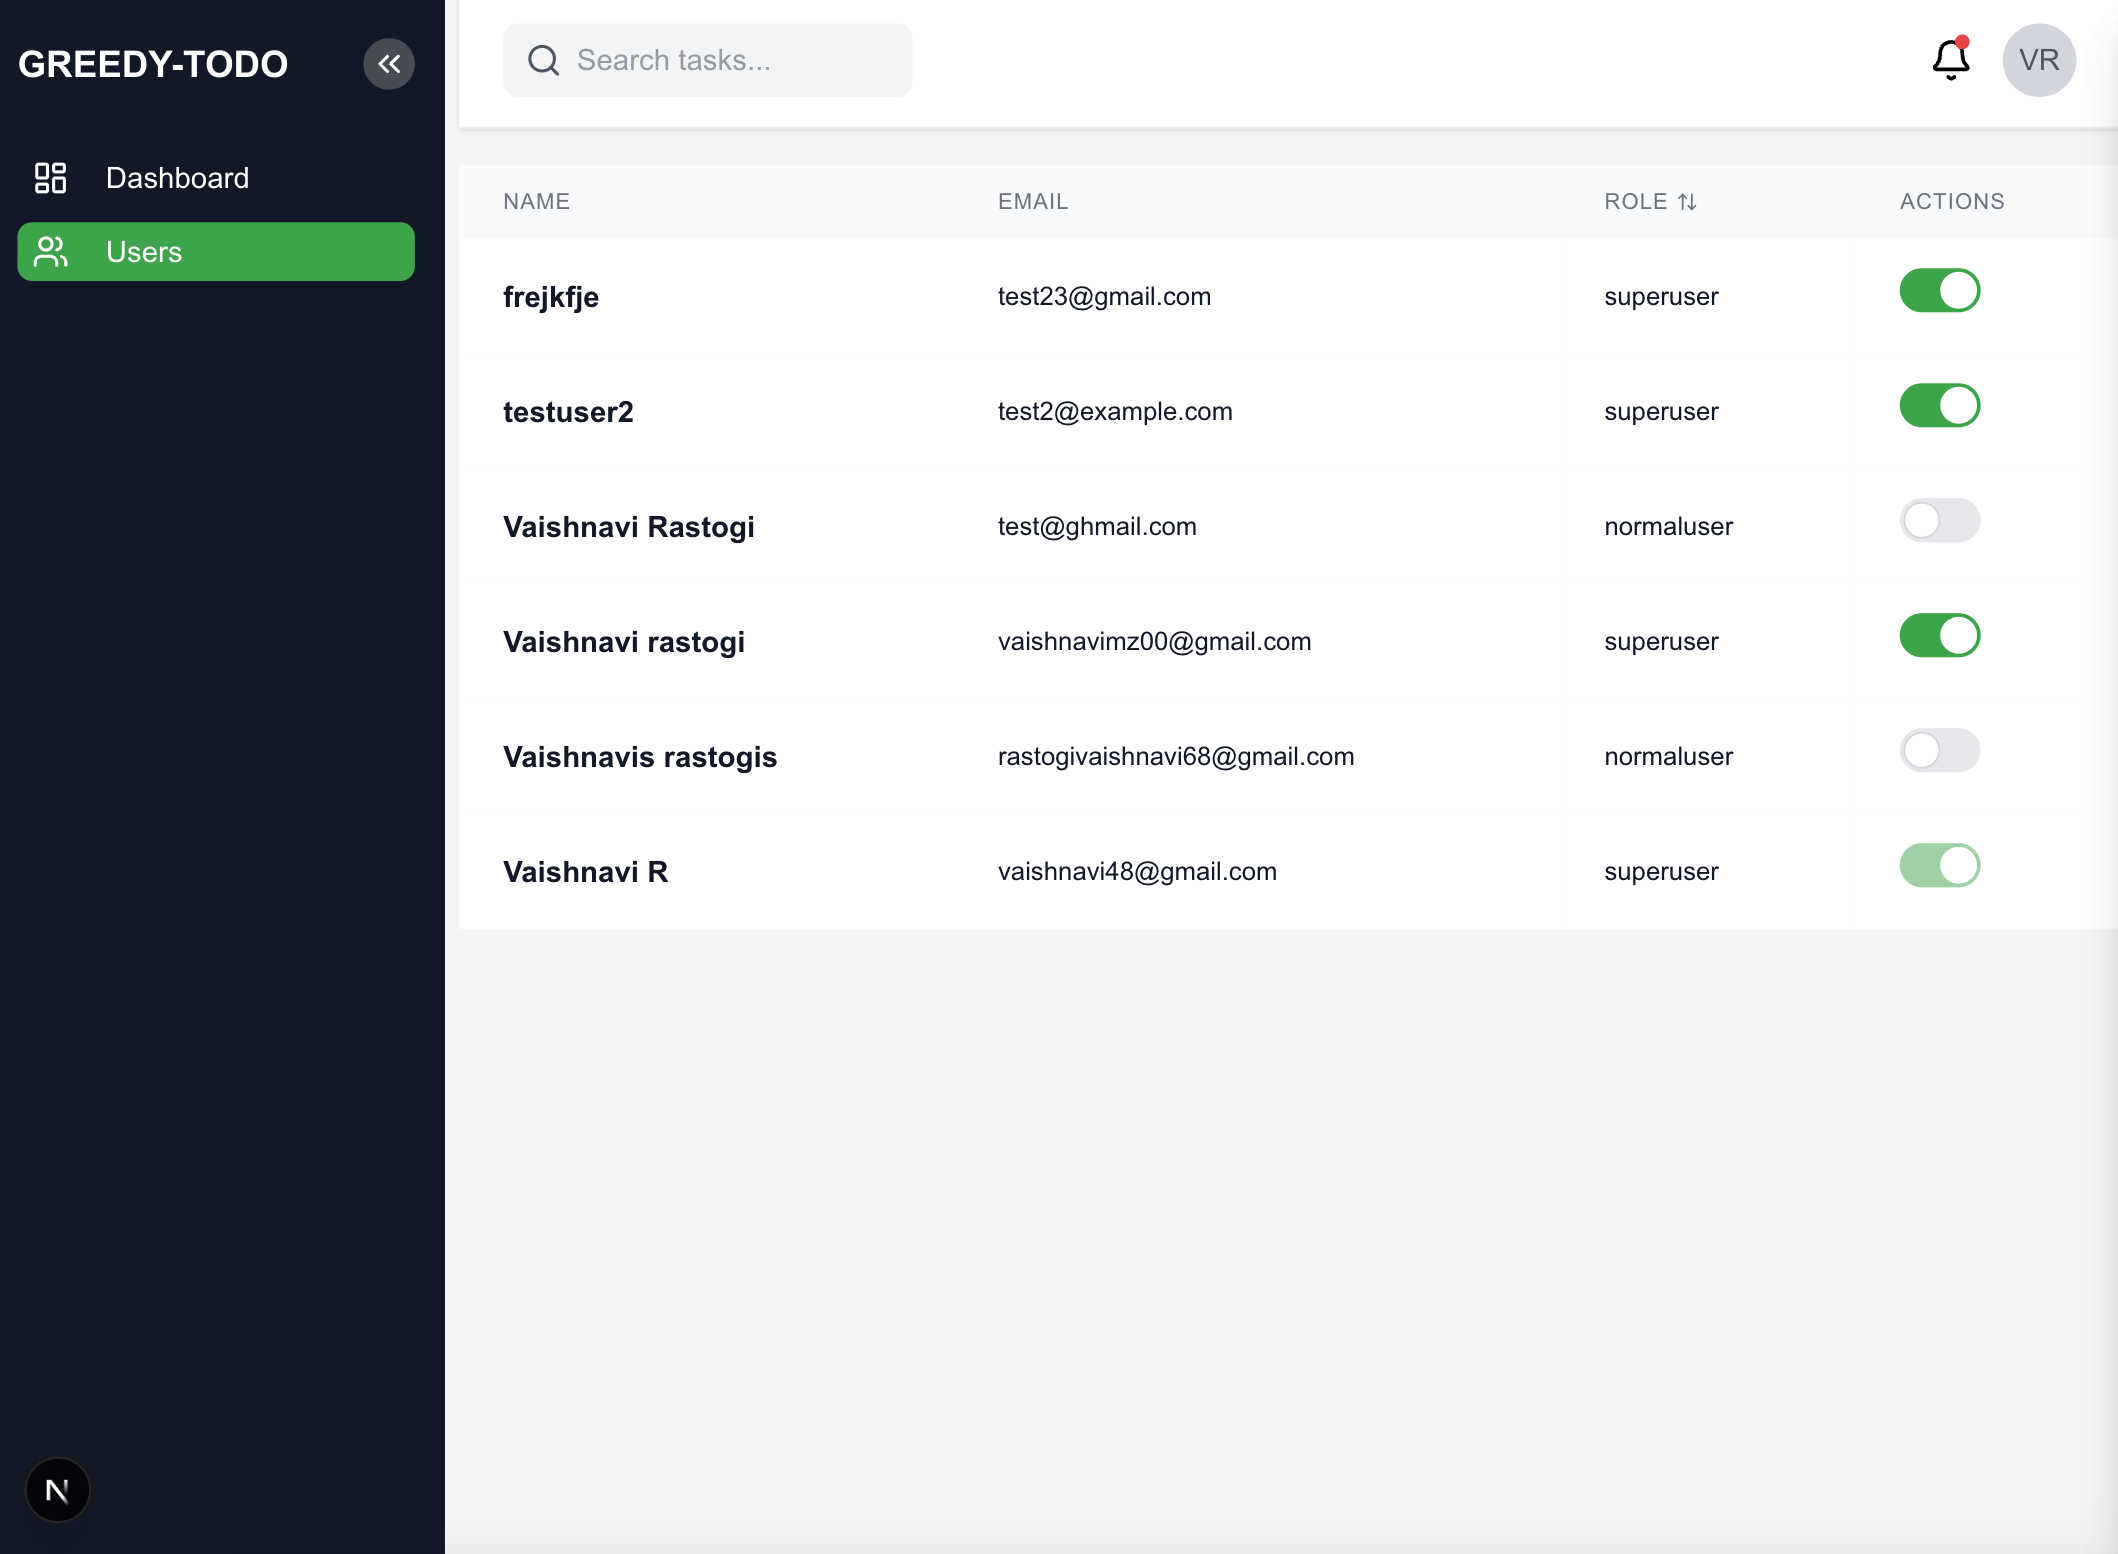 GREEDY-TODO
Dashboard
Users
N
Search tasks...
VR
NAME EMAIL ROLE ACTIONS
frejkfje test23@gmail.com superuser
testuser2 test2@example.com superuser
Vaishnavi Rastogi test@ghmail.com normaluser
Vaishnavi rastogi vaishnavimz00@gmail.com superuser
Vaishnavis rastogis rastogivaishnavi68@gmail.com normaluser
Vaishnavi R vaishnavi48@gmail.com superuser